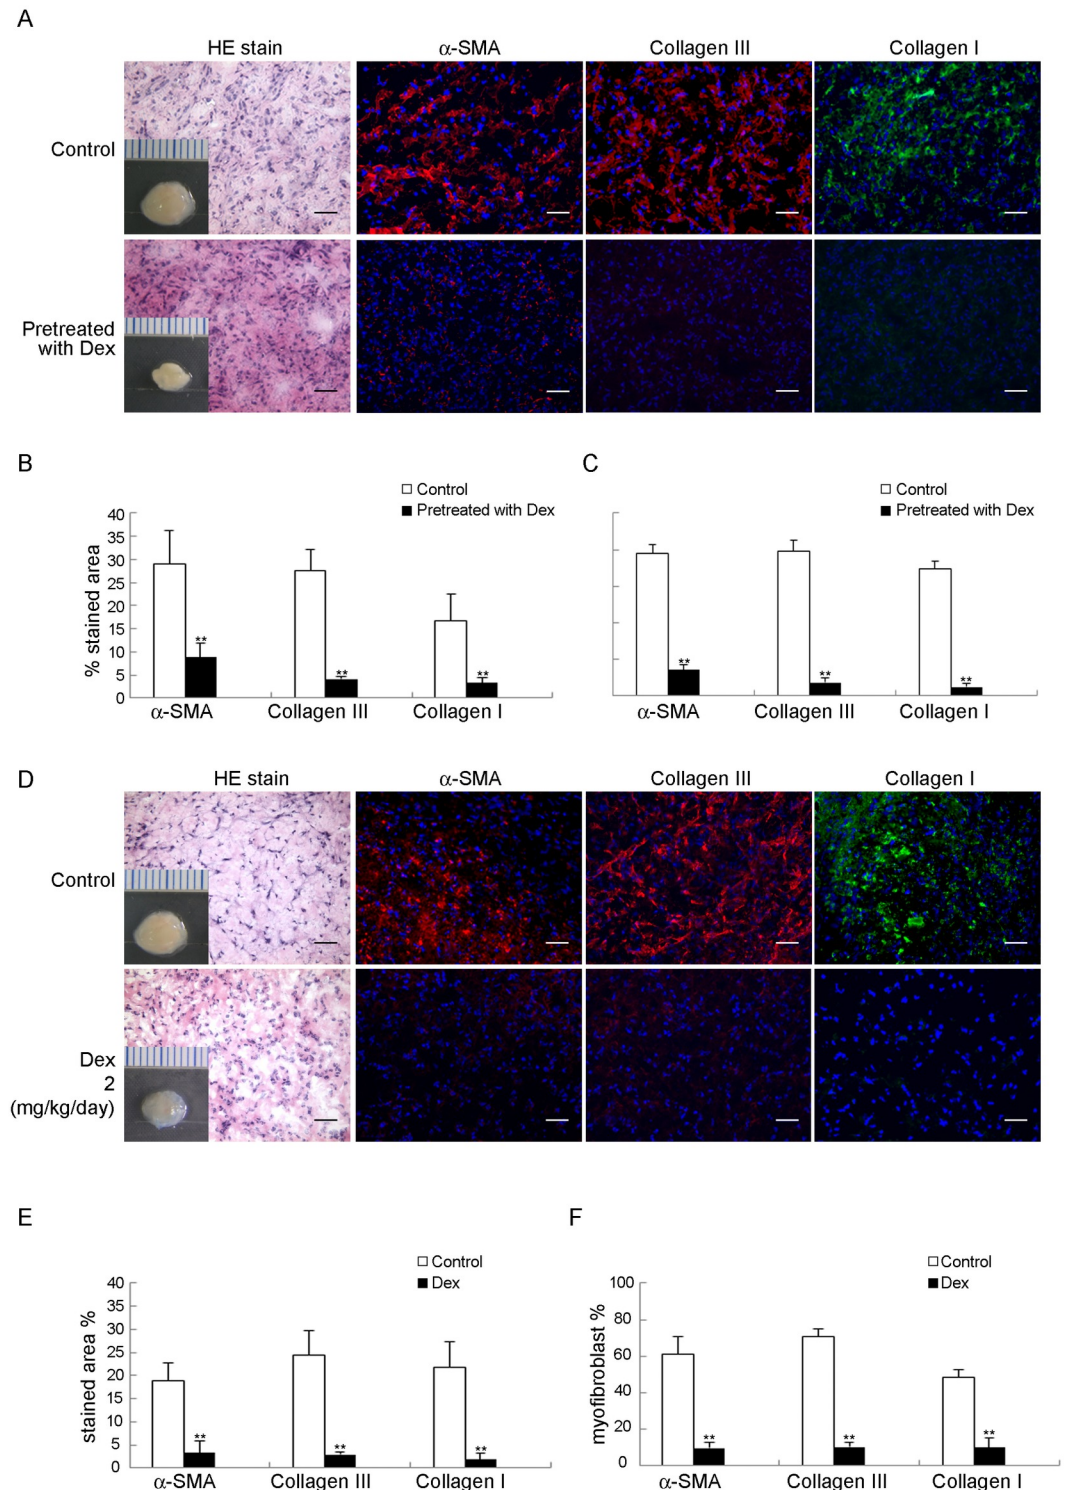 A
HE stain α-SMA Collagen III Collagen I
Control
Pretreated
with Dex
B
C
Control
Pretreated with Dex
Control
Pretreated with Dex
% stained area
40
35
30
25
20
15
10
5
0
**
**
**
**
**
**
α-SMA Collagen III Collagen I
α-SMA Collagen III Collagen I
D
HE stain α-SMA Collagen III Collagen I
Control
Dex
2
(mg/kg/day)
E
F
Control
Dex
Control
Dex
stained area %
40
35
30
25
20
15
10
5
0
**
**
**
α-SMA Collagen III Collagen I
myofibroblast %
100
80
60
40
20
0
**
**
**
α-SMA Collagen III Collagen I